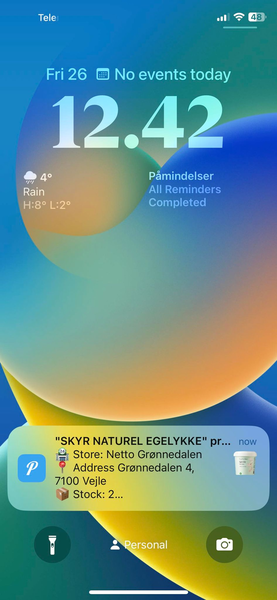 Tele
48
Fri 26 No events today
12.42
4°
Rain
H:8° L:2°
Påmindelser
All Reminders
Completed
"SKYR NATUREL EGELYKKE" pr... now
Store: Netto Grønnedalen
Address Grønnedalen 4,
7100 Vejle
Stock: 2...
Personal